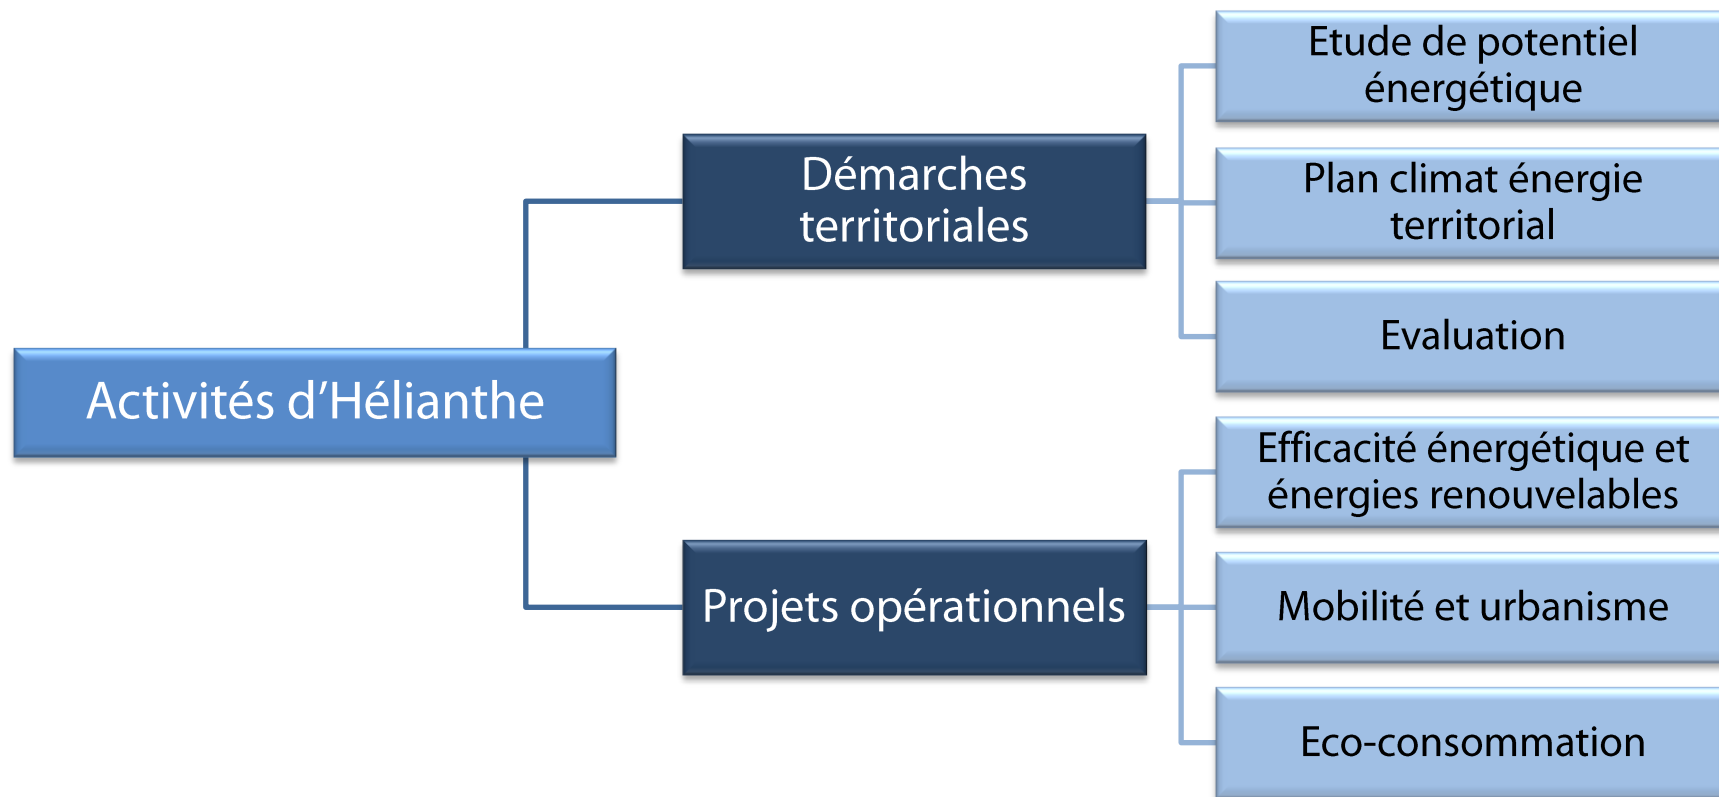 Activités d’Hélianthe
Démarches
territoriales
Etude de potentiel
énergétique
Plan climat énergie
territorial
Evaluation
Projets opérationnels
Efficacité énergétique et
énergies renouvelables
Mobilité et urbanisme
Eco-consommation